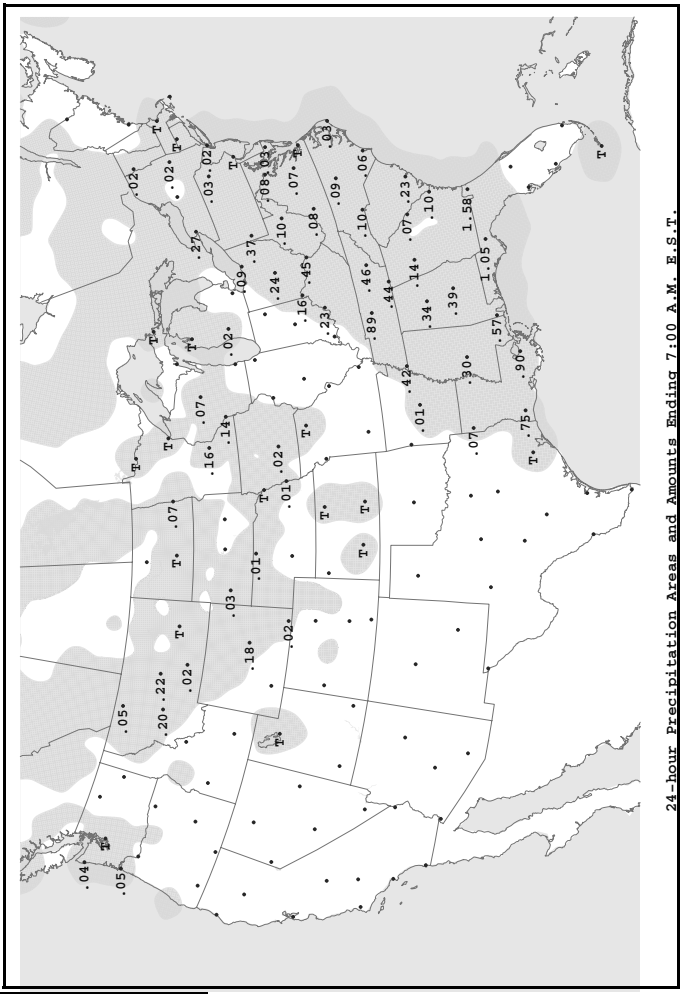 .04
T
.05
.05
T
.02
T
T
.20
.22
T
.02
.07
T
T
T
.02
T
.27
.07
.16
.02
.03
.14
.02
.03
T
.09
.18
.37
.01
T
.08
.03
.24
.02
T
.10
.01
.02
.07
T
.16
.45
T
.08
T
.23
.03
.09
.06
.10
T
T
.46
.89
.44
.42
.23
.07
.14
.01
.34
.10
.39
.30
1.58
.07
1.05
.57
.90
.75
T
T
24-hour Precipitation Areas and Amounts Ending 7:00 A.M. E.S.T.